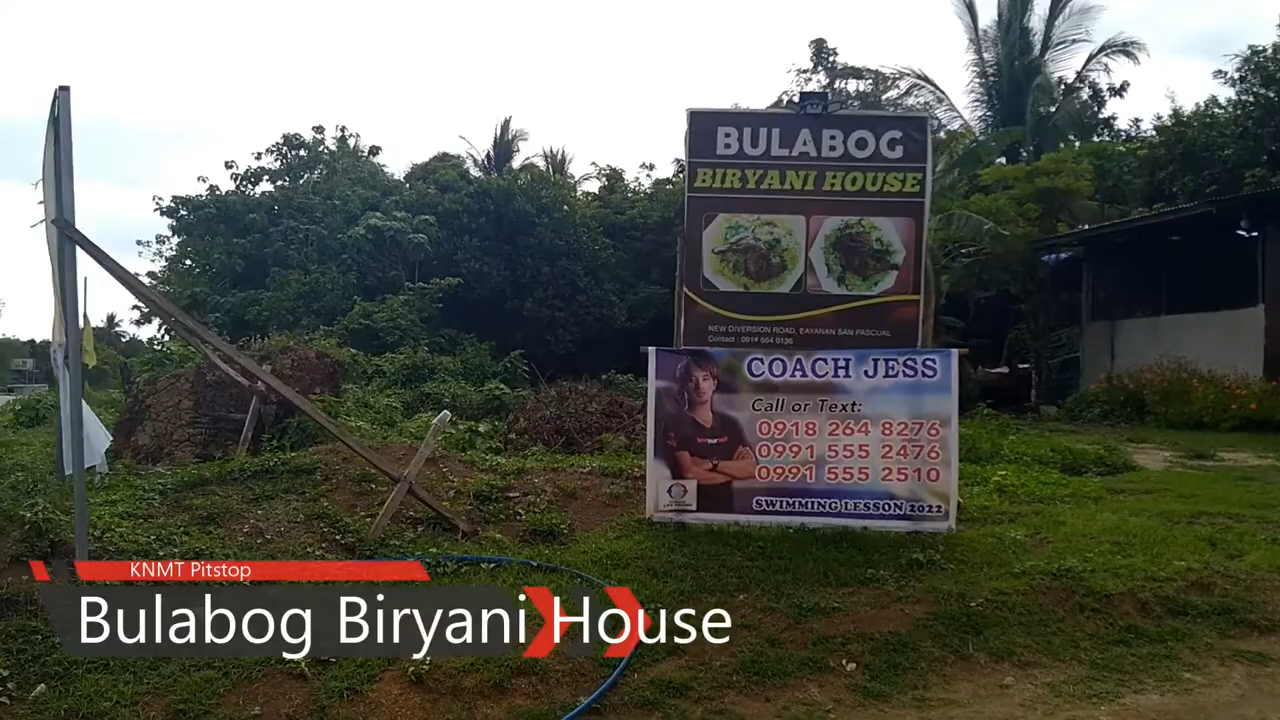 BULABOG
BIRYANI HOUSE
NEW DIVERSION ROAD, BAYANAN SAN PASCUAL
Contact :
COACH JESS
Call or Text:
0918 264 8276
0991 555 2476
0991 555 2510
SWIMMING LESSON 2022
KNMT Pitstop
Bulabog Biryani House